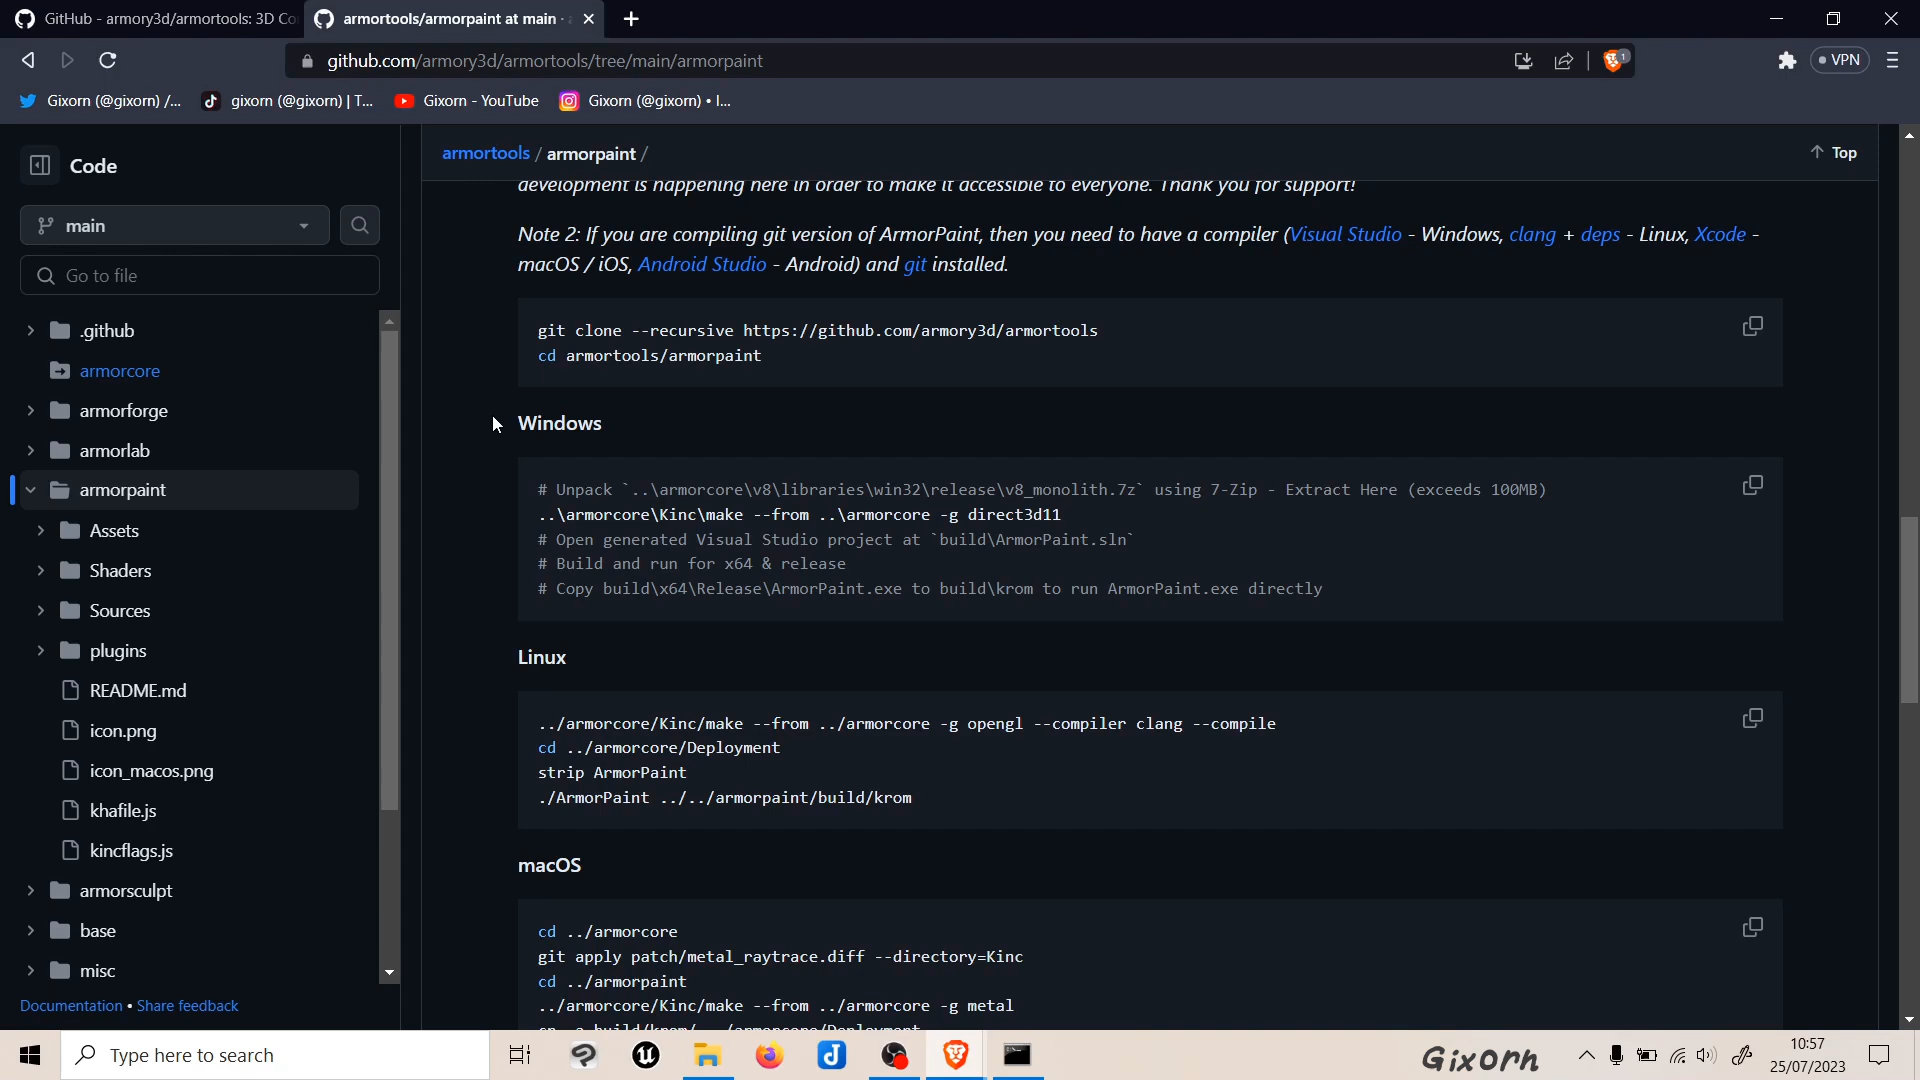 GitHub - armory3d/armortools: 3D Co
armortools/armorpaint at main ·
github.com/armory3d/armortools/tree/main/armorpaint
1
VPN
Gixorn (@gixorn) /...
gixorn (@gixorn) | T...
Gixorn - YouTube
Gixorn (@gixorn) • I...
Code
main
Go to file
.github
armorcore
armorforge
armorlab
armorpaint
Assets
Shaders
Sources
plugins
README.md
icon.png
icon_macos.png
khafile.js
kincflags.js
armorsculpt
base
misc
Documentation • Share feedback
armortools / armorpaint /
Top
development is happening here in order to make it accessible to everyone. Thank you for support!
Note 2: If you are compiling git version of ArmorPaint, then you need to have a compiler (Visual Studio - Windows, clang + deps - Linux, Xcode -
macOS / iOS, Android Studio - Android) and git installed.
git clone --recursive https://github.com/armory3d/armortools
cd armortools/armorpaint
Windows
# Unpack `..\armorcore\v8\libraries\win32\release\v8_monolith.7z` using 7-Zip - Extract Here (exceeds 100MB)
..\armorcore\Kinc\make --from ..\armorcore -g direct3d11
# Open generated Visual Studio project at `build\ArmorPaint.sln`
# Build and run for x64 & release
# Copy build\x64\Release\ArmorPaint.exe to build\krom to run ArmorPaint.exe directly
Linux
../armorcore/Kinc/make --from ../armorcore -g opengl --compiler clang --compile
cd ../armorcore/Deployment
strip ArmorPaint
./ArmorPaint ../../armorpaint/build/krom
macOS
cd ../armorcore
git apply patch/metal_raytrace.diff --directory=Kinc
cd ../armorpaint
../armorcore/Kinc/make --from ../armorcore -g metal
Type here to search
Gixorn
10:57
25/07/2023